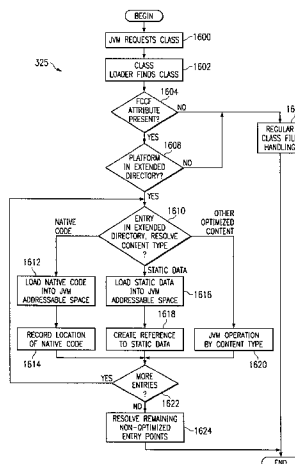 BEGIN
JVM REQUESTS CLASS
1600
325
CLASS
LOADER FINDS CLASS
1602
1604
FCCF
ATTRIBUTE
PRESENT?
NO
YES
REGULAR
CLASS FILE
HANDLING
1608
PLATFORM
IN EXTENDED
DIRECTORY?
NO
YES
1610
ENTRY
IN EXTENDED
DIRECTORY, RESOLVE
CONTENT TYPE
?
NATIVE
CODE
OTHER
OPTIMIZED
CONTENT
STATIC DATA
1612
LOAD NATIVE CODE
INTO JVM
ADDRESSABLE SPACE
LOAD STATIC DATA
INTO JVM
ADDRESSABLE SPACE
1616
1618
RECORD LOCATION
OF NATIVE CODE
1614
CREATE REFERENCE
TO STATIC DATA
JVM OPERATION
BY CONTENT TYPE
1620
YES
MORE
ENTRIES
?
1622
NO
RESOLVE REMAINING
NON-OPTIMIZED
ENTRY POINTS
1624
END